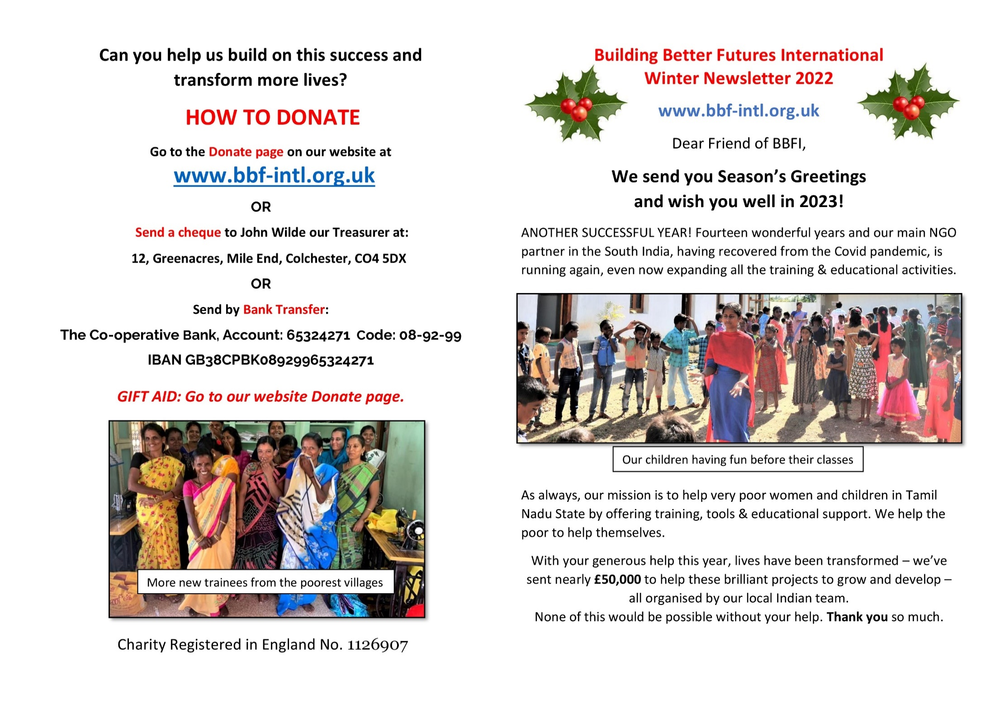 Can you help us build on this success and
transform more lives?
HOW TO DONATE
Go to the Donate page on our website at
www.bbf-intl.org.uk
OR
Send a cheque to John Wilde our Treasurer at:
12, Greenacres, Mile End, Colchester, CO4 5DX
OR
Send by Bank Transfer:
The Co-operative Bank, Account: 65324271 Code: 08-92-99
IBAN GB38CPBK08929965324271
GIFT AID: Go to our website Donate page.
More new trainees from the poorest villages
Charity Registered in England No. 1126907
Building Better Futures International
Winter Newsletter 2022
www.bbf-intl.org.uk
Dear Friend of BBFI,
We send you Season’s Greetings
and wish you well in 2023!
ANOTHER SUCCESSFUL YEAR! Fourteen wonderful years and our main NGO
partner in the South India, having recovered from the Covid pandemic, is
running again, even now expanding all the training & educational activities.
Our children having fun before their classes
As always, our mission is to help very poor women and children in Tamil
Nadu State by offering training, tools & educational support. We help the
poor to help themselves.
With your generous help this year, lives have been transformed – we’ve
sent nearly £50,000 to help these brilliant projects to grow and develop –
all organised by our local Indian team.
None of this would be possible without your help. Thank you so much.